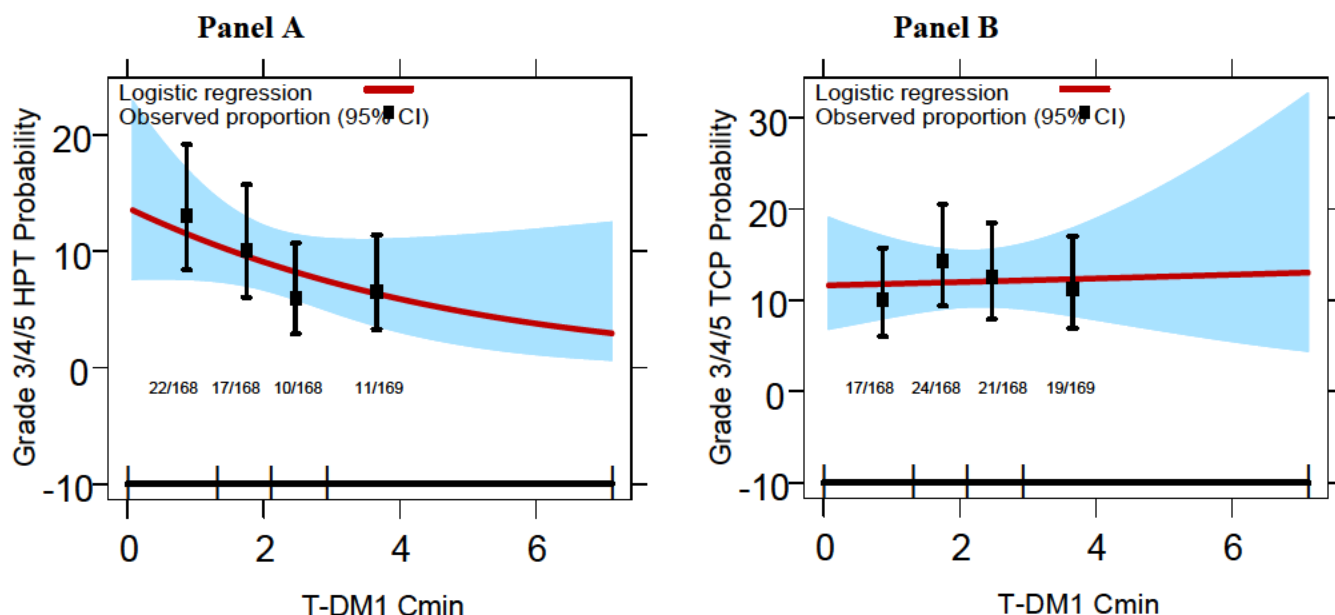 Panel A
Logistic regression
Observed proportion (95% CI)
Grade 3/4/5 HPT Probability
20
10
0
-10
22/168 17/168 10/168 11/169
0 2 4 6
T-DM1 Cmin
Panel B
Logistic regression
Observed proportion (95% CI)
Grade 3/4/5 TCP Probability
30
20
10
0
-10
17/168 24/168 21/168 19/169
0 2 4 6
T-DM1 Cmin